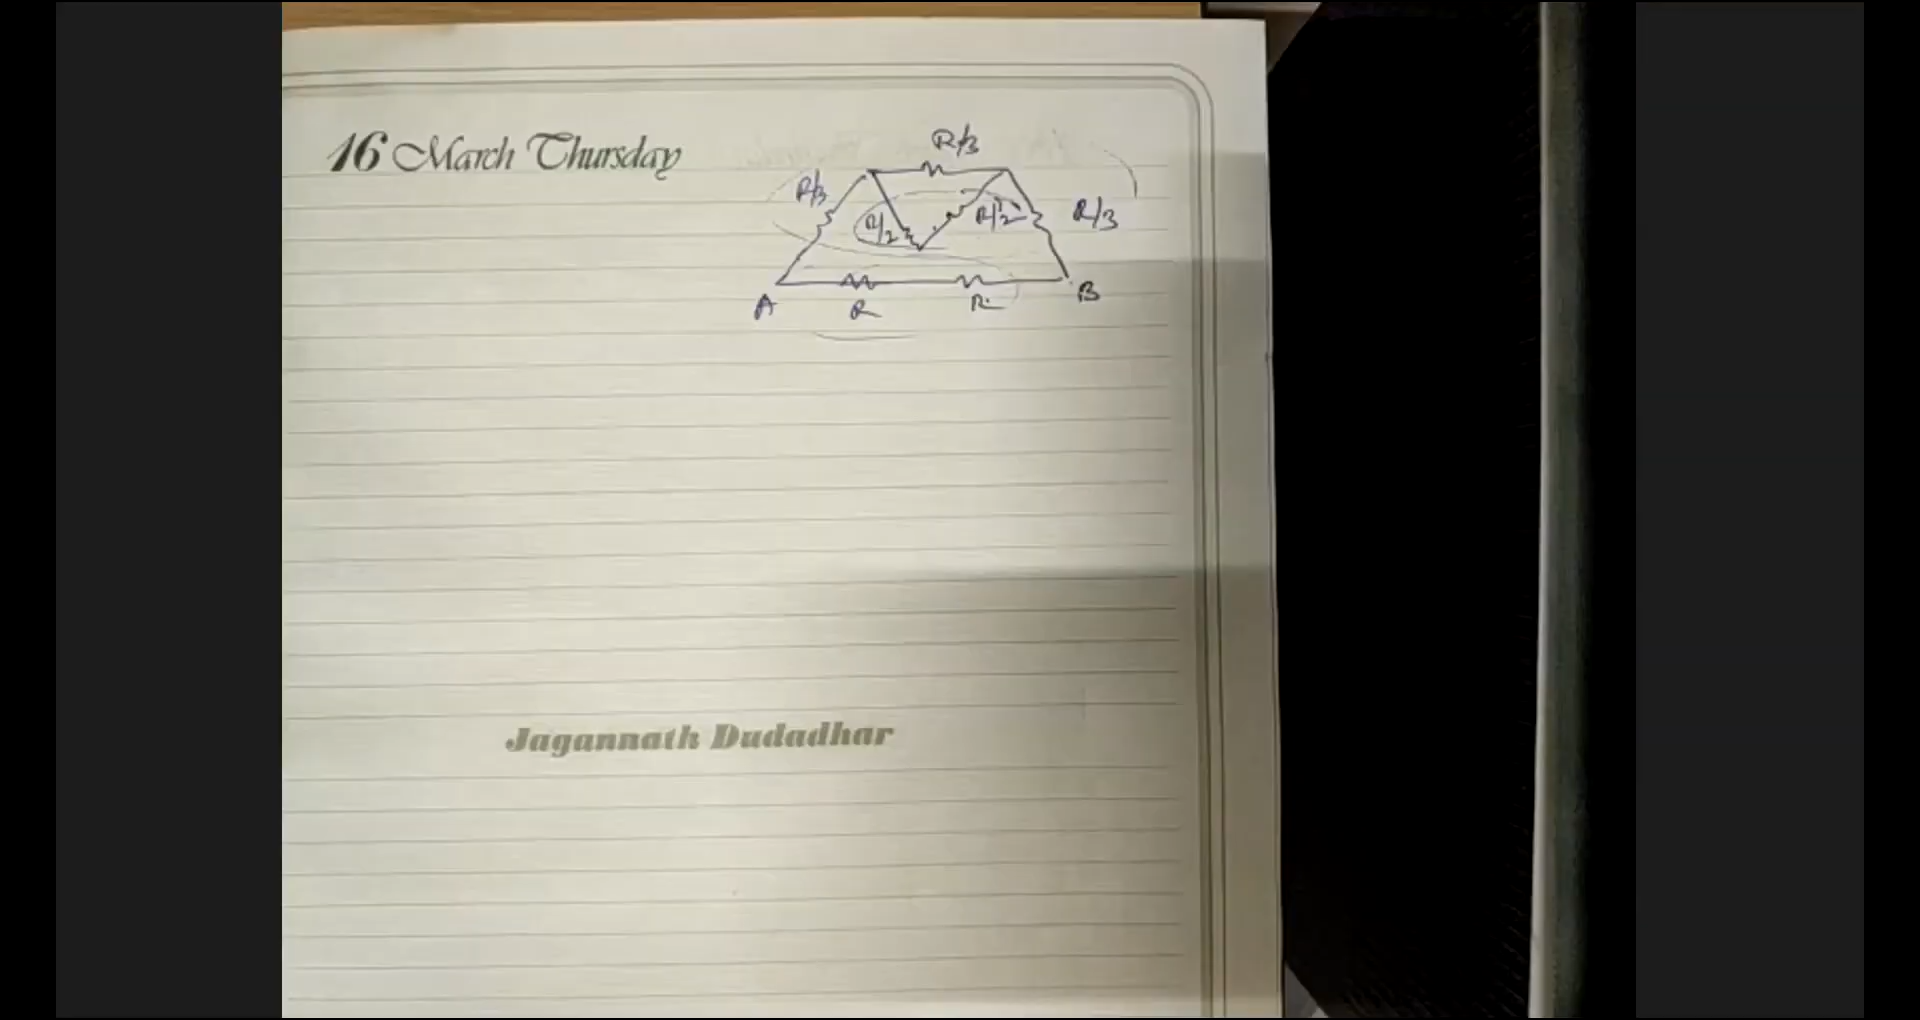 16 March Thursday
R/3
R/3
R/2
R/2
R/3
A
R
R
B
Jagannath Dudadhar